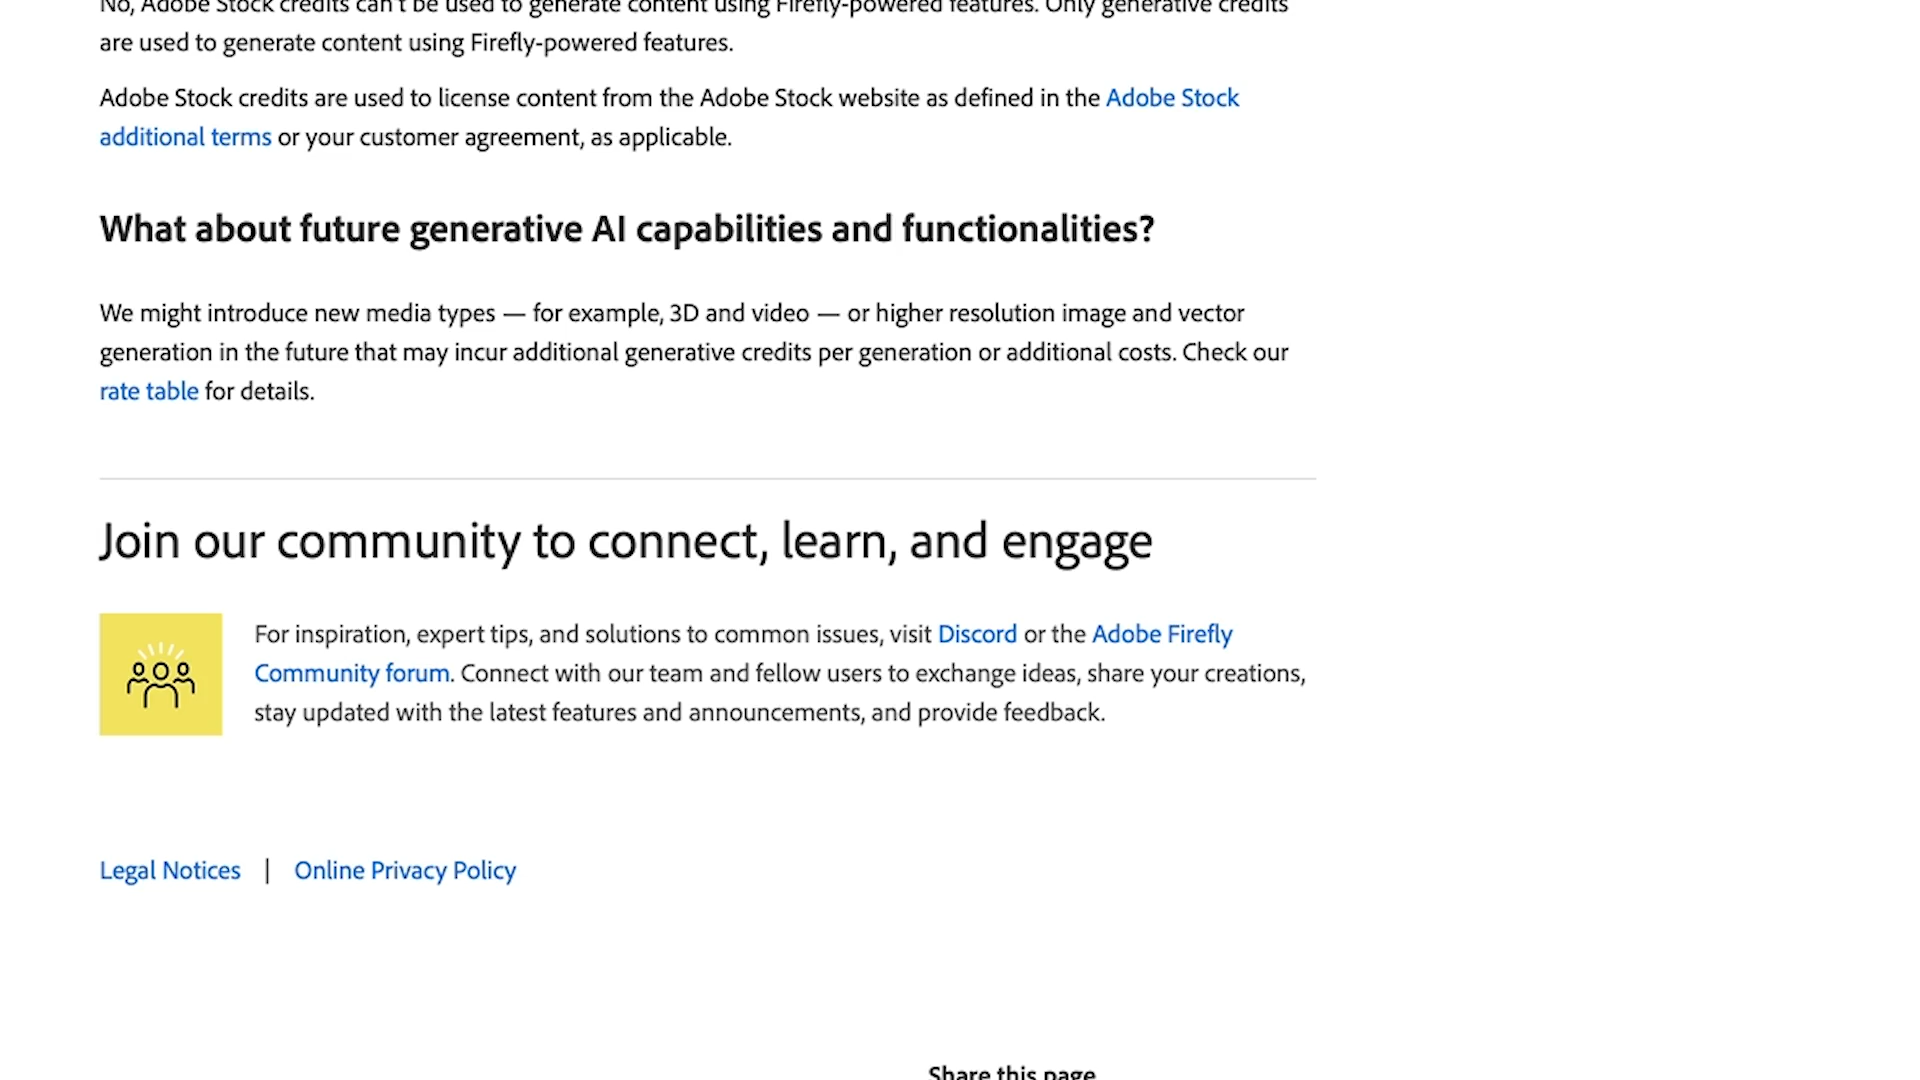 No, Adobe Stock credits can't be used to generate content using Firefly-powered features. Only generative credits
are used to generate content using Firefly-powered features.
Adobe Stock credits are used to license content from the Adobe Stock website as defined in the Adobe Stock
additional terms or your customer agreement, as applicable.
What about future generative AI capabilities and functionalities?
We might introduce new media types — for example, 3D and video — or higher resolution image and vector
generation in the future that may incur additional generative credits per generation or additional costs. Check our
rate table for details.
Join our community to connect, learn, and engage
For inspiration, expert tips, and solutions to common issues, visit Discord or the Adobe Firefly
Community forum. Connect with our team and fellow users to exchange ideas, share your creations,
stay updated with the latest features and announcements, and provide feedback.
Legal Notices | Online Privacy Policy
Share this page